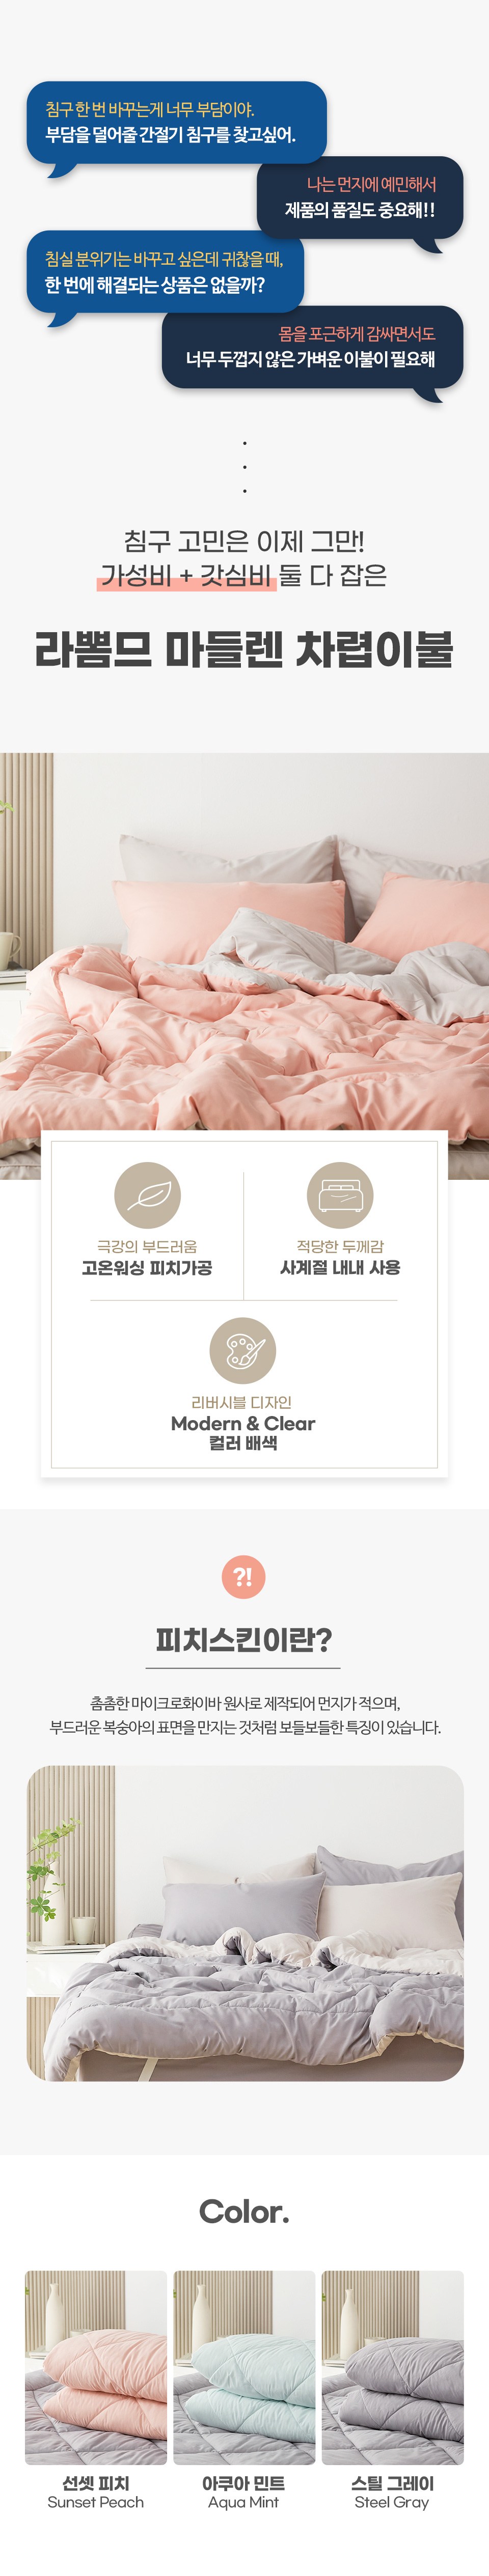 침구 한 번 바꾸는게 너무 부담이야.
부담을 덜어줄 간절기 침구를 찾고싶어.
나는 먼지에 예민해서
제품의 품질도 중요해!!
침실 분위기는 바꾸고 싶은데 귀찮을 때,
한 번에 해결되는 상품은 없을까?
몸을 포근하게 감싸면서도
너무 두껍지 않은 가벼운 이불이 필요해
침구 고민은 이제 그만!
가성비 + 갓심비 둘 다 잡은
라뽐므 마들렌 차렵이불
극강의 부드러움
고온워싱 피치가공
적당한 두께감
사계절 내내 사용
리버시블 디자인
Modern & Clear
컬러 배색
?!
피치스킨이란?
촘촘한 마이크로화이바 원사로 제작되어 먼지가 적으며,
부드러운 복숭아의 표면을 만지는 것처럼 보들보들한 특징이 있습니다.
Color.
선셋 피치
Sunset Peach
아쿠아 민트
Aqua Mint
스틸 그레이
Steel Gray